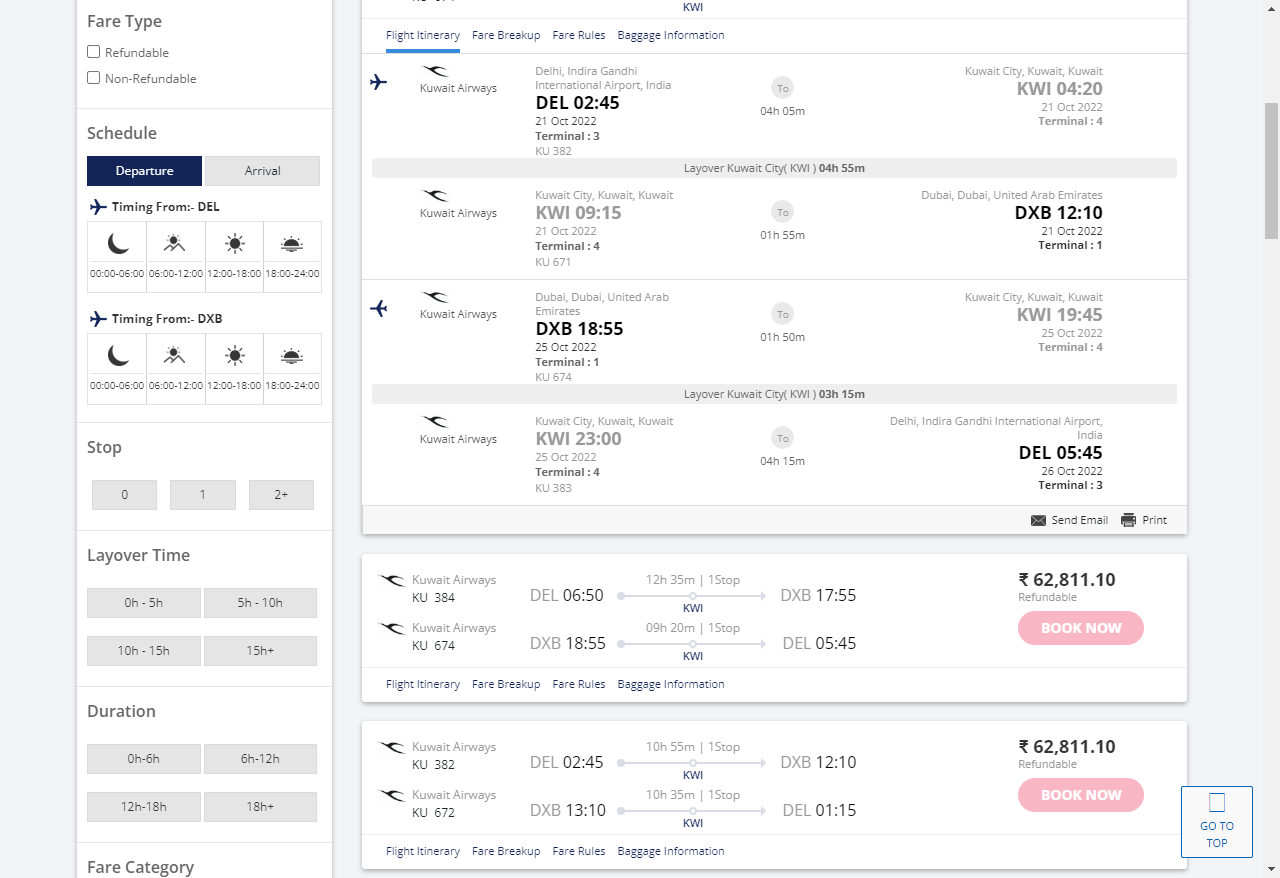 Fare Type
Refundable
Non-Refundable
Schedule
Departure
Arrival
Timing From:- DEL
00:00-06:00
06:00-12:00
12:00-18:00
18:00-24:00
Timing From:- DXB
00:00-06:00
06:00-12:00
12:00-18:00
18:00-24:00
Stop
0
1
2+
Layover Time
0h - 5h
5h - 10h
10h - 15h
15h+
Duration
0h-6h
6h-12h
12h-18h
18h+
Fare Category
KWI
Flight Itinerary
Fare Breakup
Fare Rules
Baggage Information
Kuwait Airways
Delhi, Indira Gandhi
International Airport, India
DEL 02:45
21 Oct 2022
Terminal : 3
KU 382
To
04h 05m
Kuwait City, Kuwait, Kuwait
KWI 04:20
21 Oct 2022
Terminal : 4
Layover Kuwait City( KWI ) 04h 55m
Kuwait Airways
Kuwait City, Kuwait, Kuwait
KWI 09:15
21 Oct 2022
Terminal : 4
KU 671
To
01h 55m
Dubai, Dubai, United Arab Emirates
DXB 12:10
21 Oct 2022
Terminal : 1
Kuwait Airways
Dubai, Dubai, United Arab
Emirates
DXB 18:55
25 Oct 2022
Terminal : 1
KU 674
To
01h 50m
Kuwait City, Kuwait, Kuwait
KWI 19:45
25 Oct 2022
Terminal : 4
Layover Kuwait City( KWI ) 03h 15m
Kuwait Airways
Kuwait City, Kuwait, Kuwait
KWI 23:00
25 Oct 2022
Terminal : 4
KU 383
To
04h 15m
Delhi, Indira Gandhi International Airport,
India
DEL 05:45
26 Oct 2022
Terminal : 3
Send Email
Print
Kuwait Airways
KU 384
DEL 06:50
12h 35m | 1Stop
KWI
DXB 17:55
Kuwait Airways
KU 674
DXB 18:55
09h 20m | 1Stop
KWI
DEL 05:45
₹ 62,811.10
Refundable
BOOK NOW
Flight Itinerary
Fare Breakup
Fare Rules
Baggage Information
Kuwait Airways
KU 382
DEL 02:45
10h 55m | 1Stop
KWI
DXB 12:10
Kuwait Airways
KU 672
DXB 13:10
10h 35m | 1Stop
KWI
DEL 01:15
₹ 62,811.10
Refundable
BOOK NOW
Flight Itinerary
Fare Breakup
Fare Rules
Baggage Information
GO TO
TOP